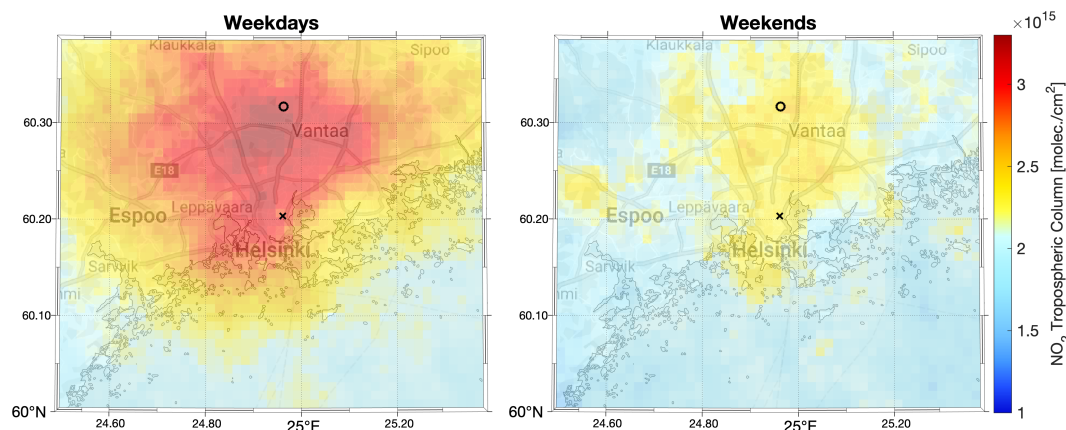 Weekdays
Weekends
×10¹⁵
Klaukkala
Sipoo
Klaukkala
Sipoo
60.30
Vantaa
60.30
Vantaa
E18
E18
Espoo
Leppävaara
Espoo
Leppävaara
60.20
60.20
Helsinki
Helsinki
Sarvvik
Sarvvik
60.10
60.10
60°N
60°N
24.60
24.80
25°E
25.20
24.60
24.80
25°E
25.20
3
2.5
2
1.5
1
NO₂ Tropospheric Column [molec./cm²]